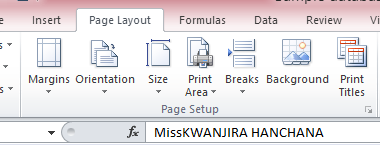 Insert Page Layout Formulas Data Review
Margins Orientation Size Print Area Breaks Background Print Titles
Page Setup
fx MissKWANJIRA HANCHANA